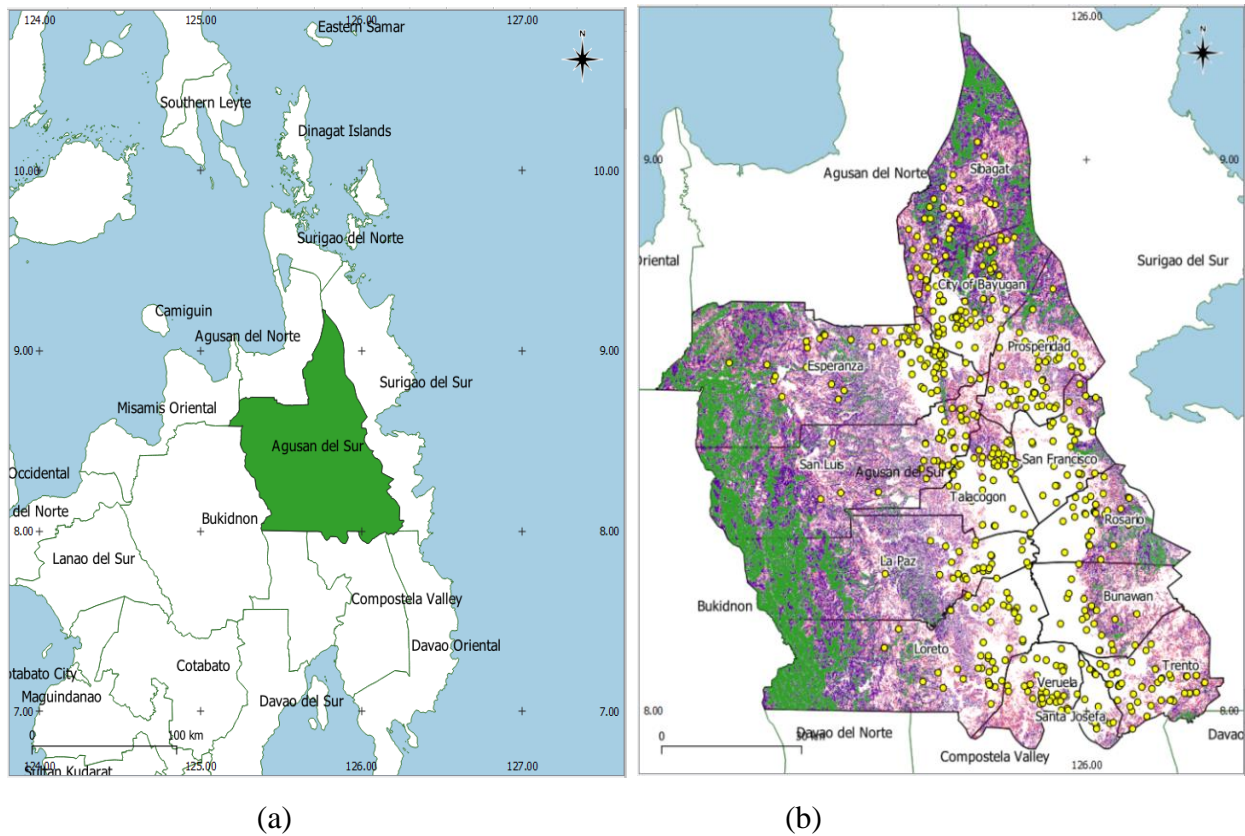 124.00
125.00
126.00
127.00
Eastern Samar
N
Southern Leyte
Dinagat Islands
10.00
10.00
Surigao del Norte
Camiguin
Agusan del Norte
9.00
9.00
Surigao del Sur
Misamis Oriental
Agusan del Sur
Occidental
del Norte
Bukidnon
8.00
8.00
Lanao del Sur
Compostela Valley
Davao Oriental
Cotabato
otabato City
Maguindanao
Davao del Sur
7.00
7.00
0
100 km
Sultan Kudarat
124.00
125.00
126.00
127.00
(a)
126.00
N
9.00
9.00
Agusan del Norte
Sibagat
Oriental
Surigao del Sur
City of Bayugan
Prosperidad
Esperanza
San Luis
Agusan del Sur
San Francisco
Talacogon
Rosario
La Paz
Bukidnon
Bunawan
Loreto
Trento
Veruela
Santa Josefa
8.00
8.00
Davao del Norte
Davao
0
50 km
Compostela Valley
126.00
(b)